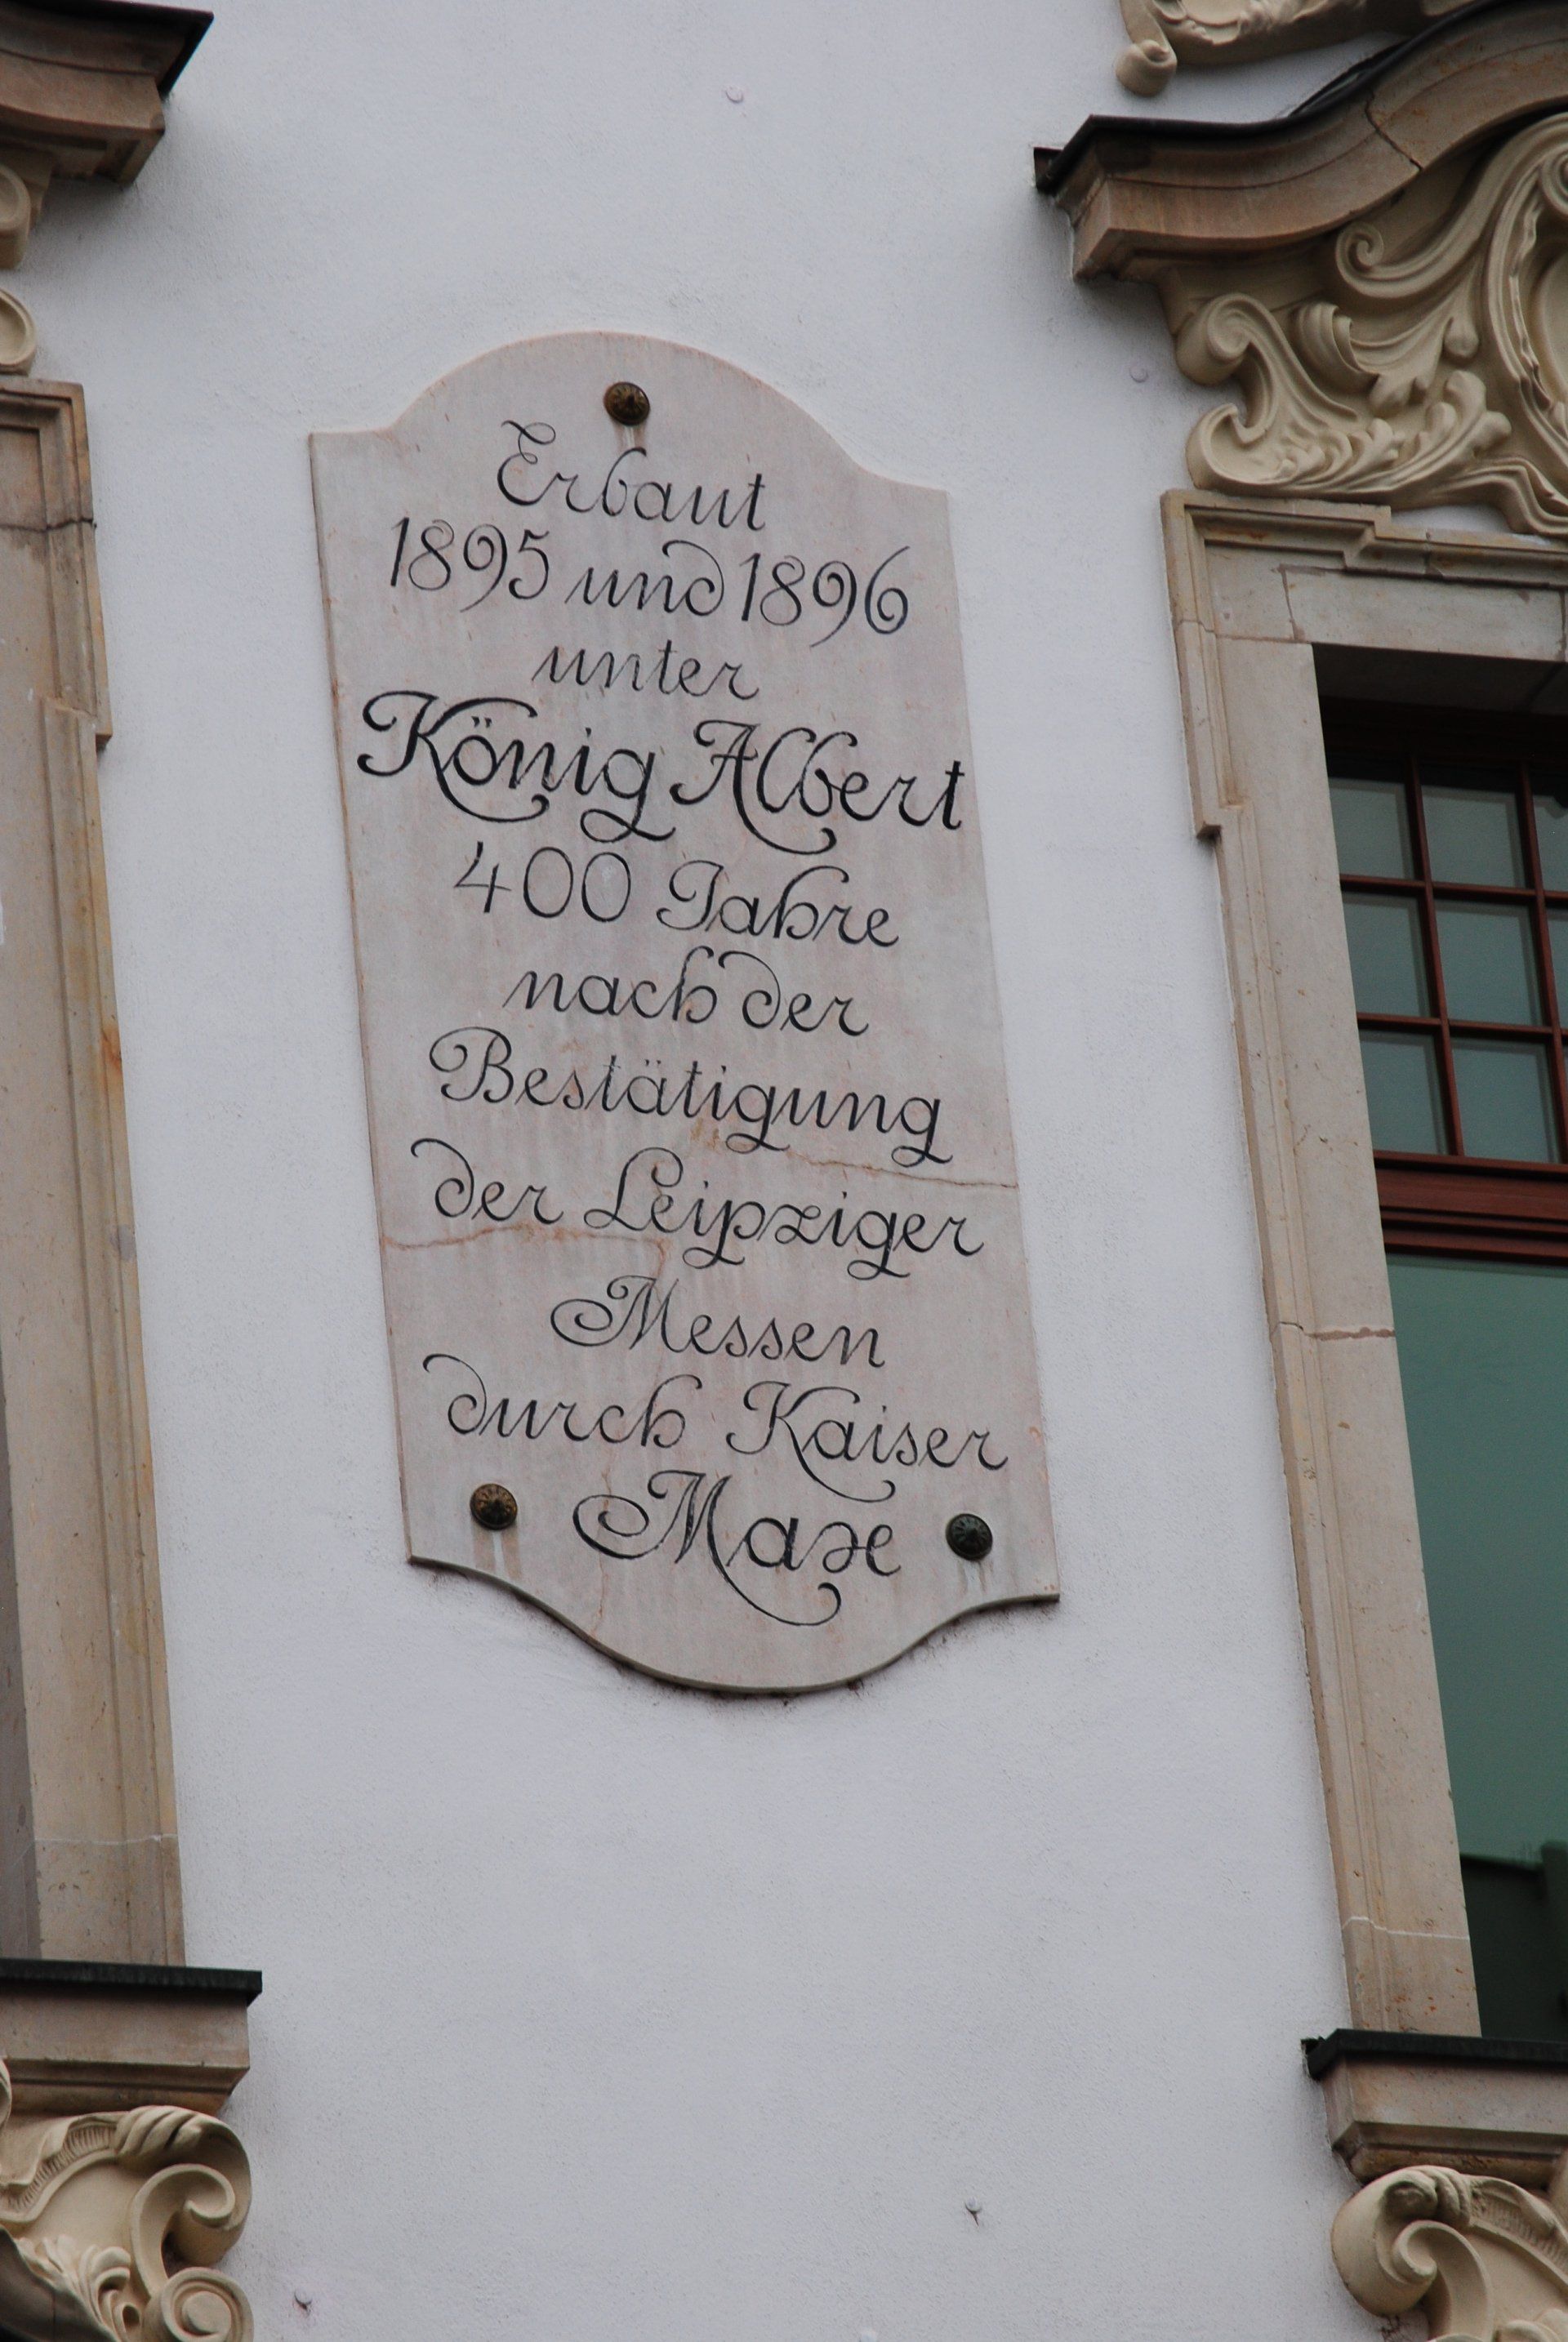 Erbaut
1895 und 1896
unter
König Albert
400 Jahre
nach der
Bestätigung
der Leipziger
Messen
durch Kaiser
Max